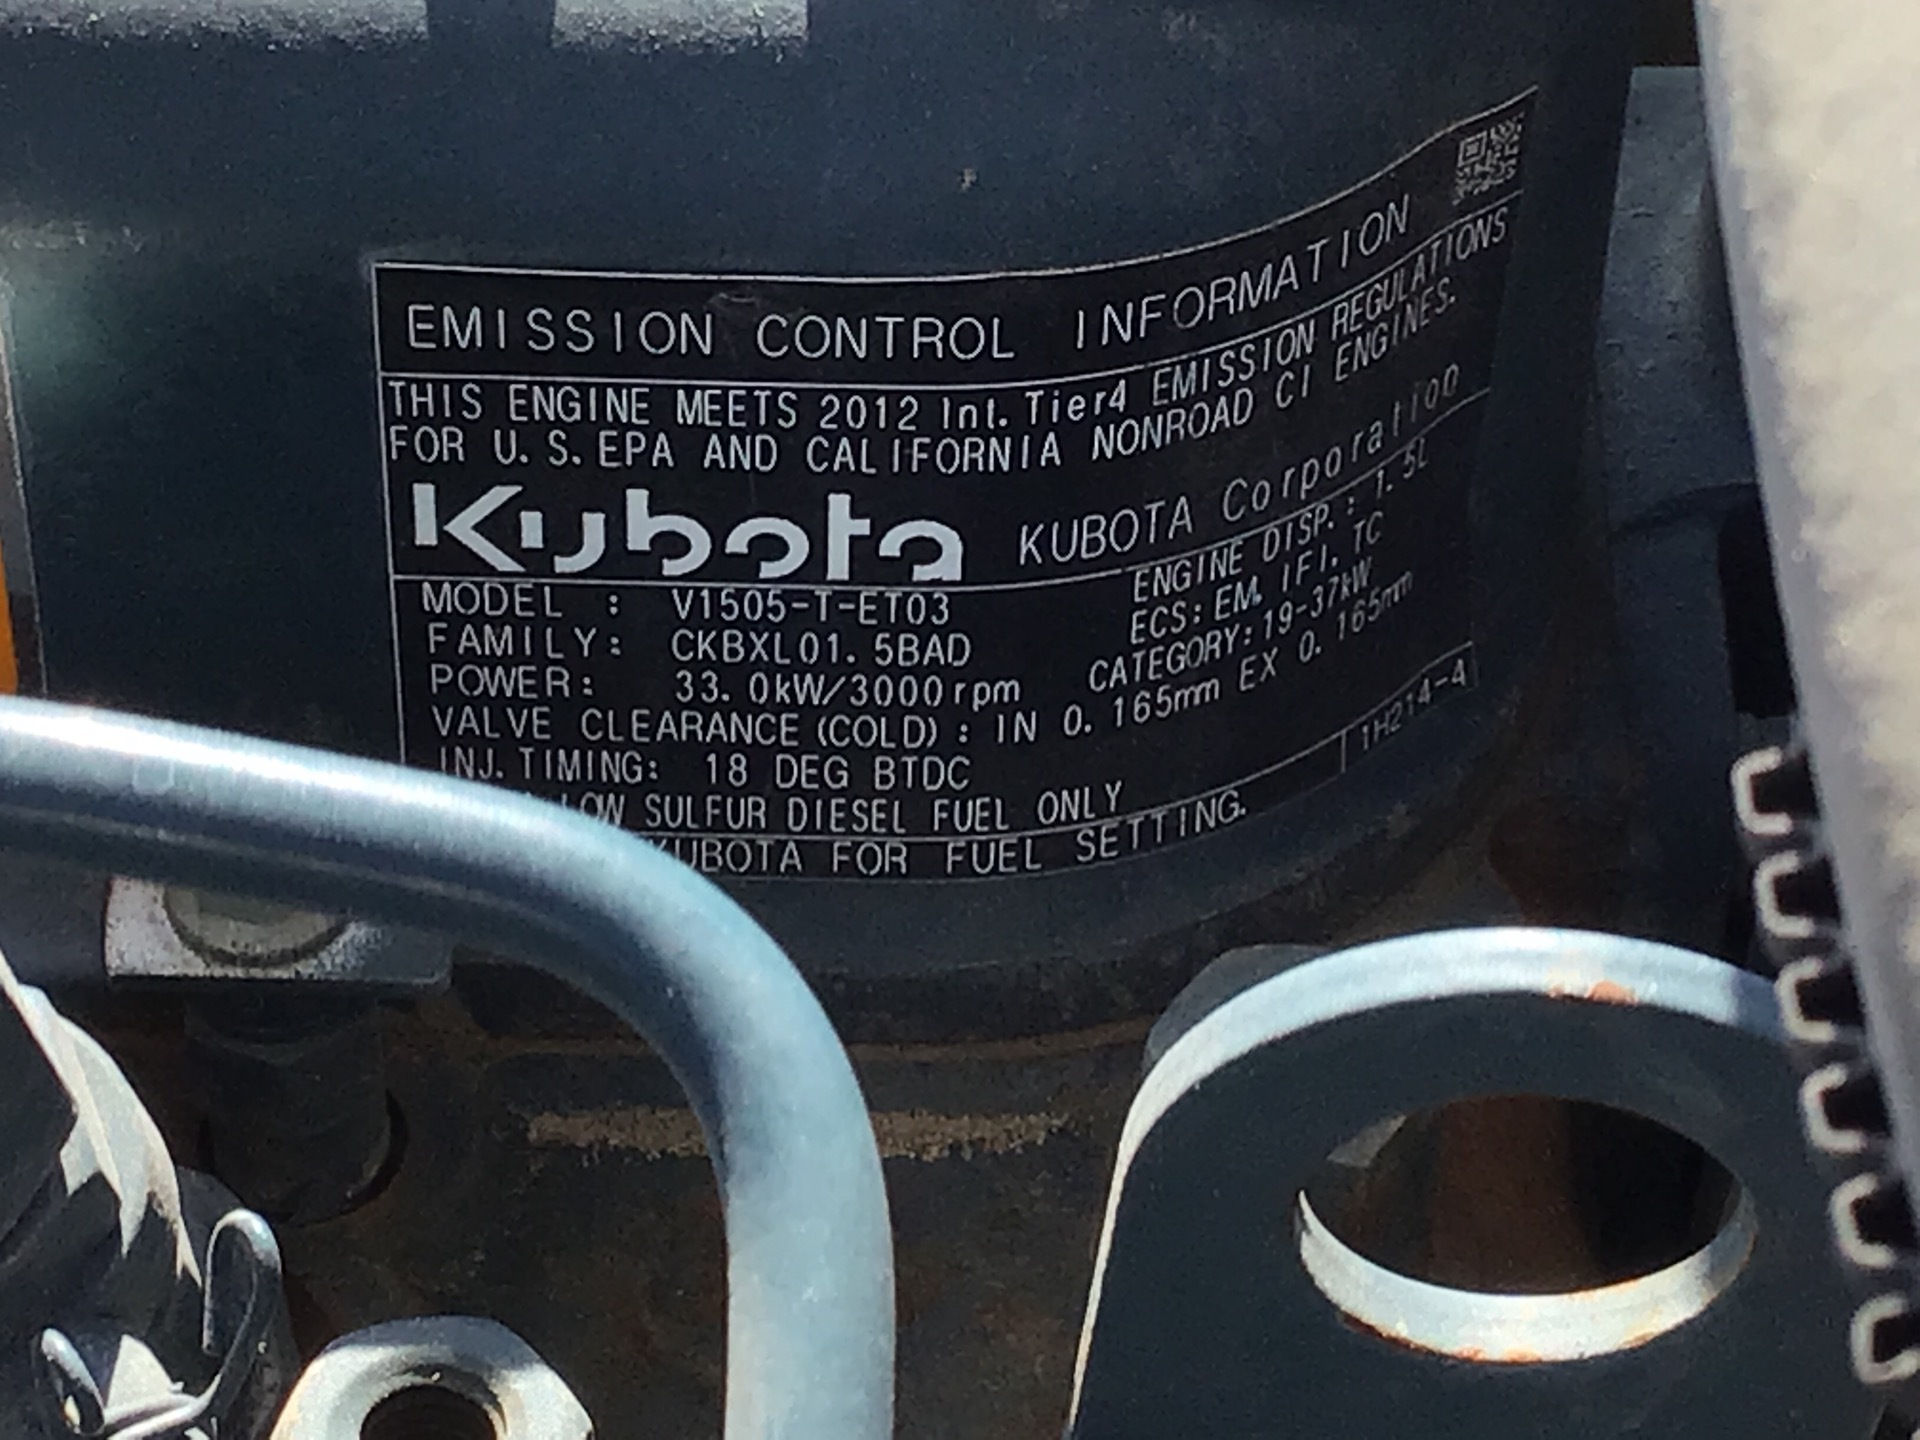 EMISSION CONTROL INFORMATION
THIS ENGINE MEETS 2012 Int. Tier4 EMISSION REGULATIONS
FOR U.S. EPA AND CALIFORNIA NONROAD CI ENGINES.
Kubota KUBOTA Corporation
MODEL : V1505-T-ET03 ENGINE DISP.: 1.5L
FAMILY: CKBXL01.5BAD ECS: EM, IFI, TC
POWER: 33.0kW/3000rpm CATEGORY: 19-37kW
VALVE CLEARANCE (COLD) : IN 0.165mm EX 0.165mm
INJ. TIMING: 18 DEG BTDC
LOW SULFUR DIESEL FUEL ONLY
1H214-4
KUBOTA FOR FUEL SETTING.